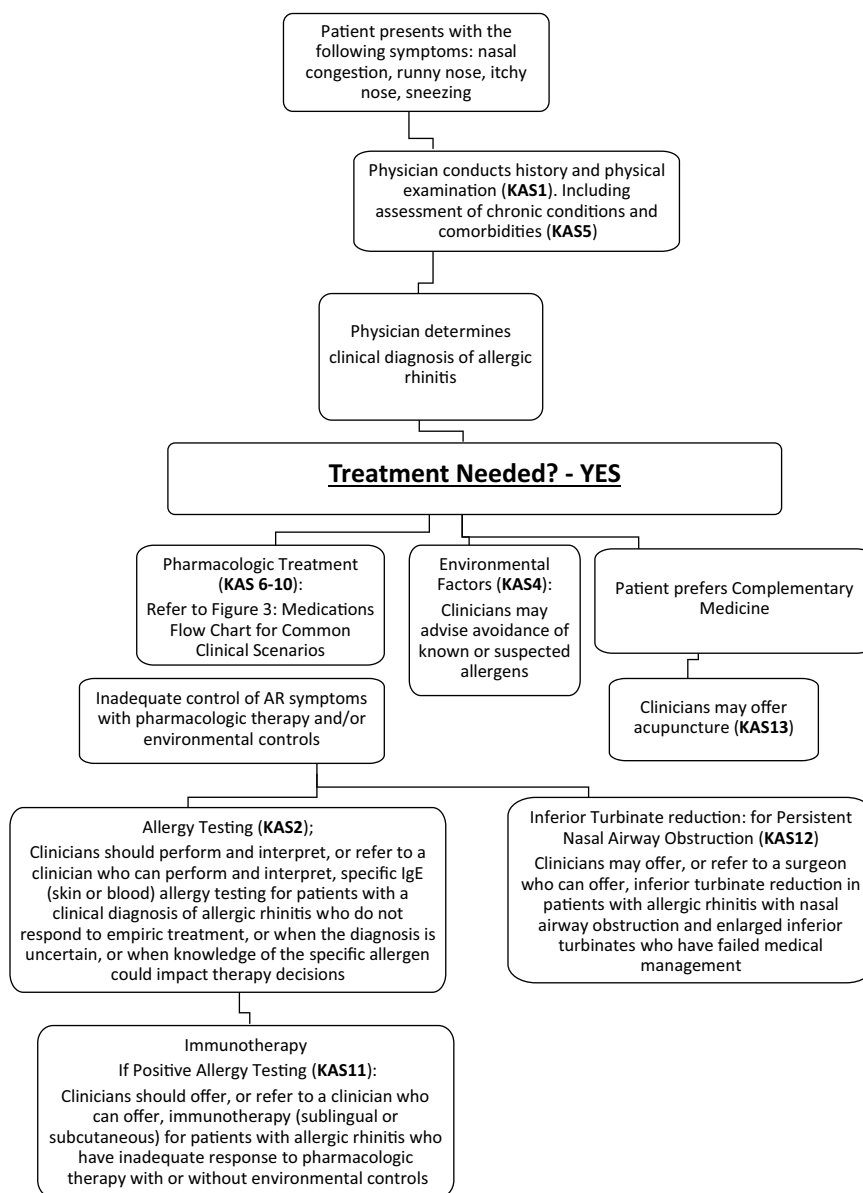 Patient presents with the
following symptoms: nasal
congestion, runny nose, itchy
nose, sneezing
Physician conducts history and physical
examination (KAS1). Including
assessment of chronic conditions and
comorbidities (KAS5)
Physician determines
clinical diagnosis of allergic
rhinitis
Treatment Needed? - YES
Pharmacologic Treatment
(KAS 6-10):
Refer to Figure 3: Medications
Flow Chart for Common
Clinical Scenarios
Environmental
Factors (KAS4):
Clinicians may
advise avoidance of
known or suspected
allergens
Patient prefers Complementary
Medicine
Inadequate control of AR symptoms
with pharmacologic therapy and/or
environmental controls
Clinicians may offer
acupuncture (KAS13)
Allergy Testing (KAS2);
Clinicians should perform and interpret, or refer to a
clinician who can perform and interpret, specific IgE
(skin or blood) allergy testing for patients with a
clinical diagnosis of allergic rhinitis who do not
respond to empiric treatment, or when the diagnosis is
uncertain, or when knowledge of the specific allergen
could impact therapy decisions
Inferior Turbinate reduction: for Persistent
Nasal Airway Obstruction (KAS12)
Clinicians may offer, or refer to a surgeon
who can offer, inferior turbinate reduction in
patients with allergic rhinitis with nasal
airway obstruction and enlarged inferior
turbinates who have failed medical
management
Immunotherapy
If Positive Allergy Testing (KAS11):
Clinicians should offer, or refer to a clinician who
can offer, immunotherapy (sublingual or
subcutaneous) for patients with allergic rhinitis who
have inadequate response to pharmacologic
therapy with or without environmental controls